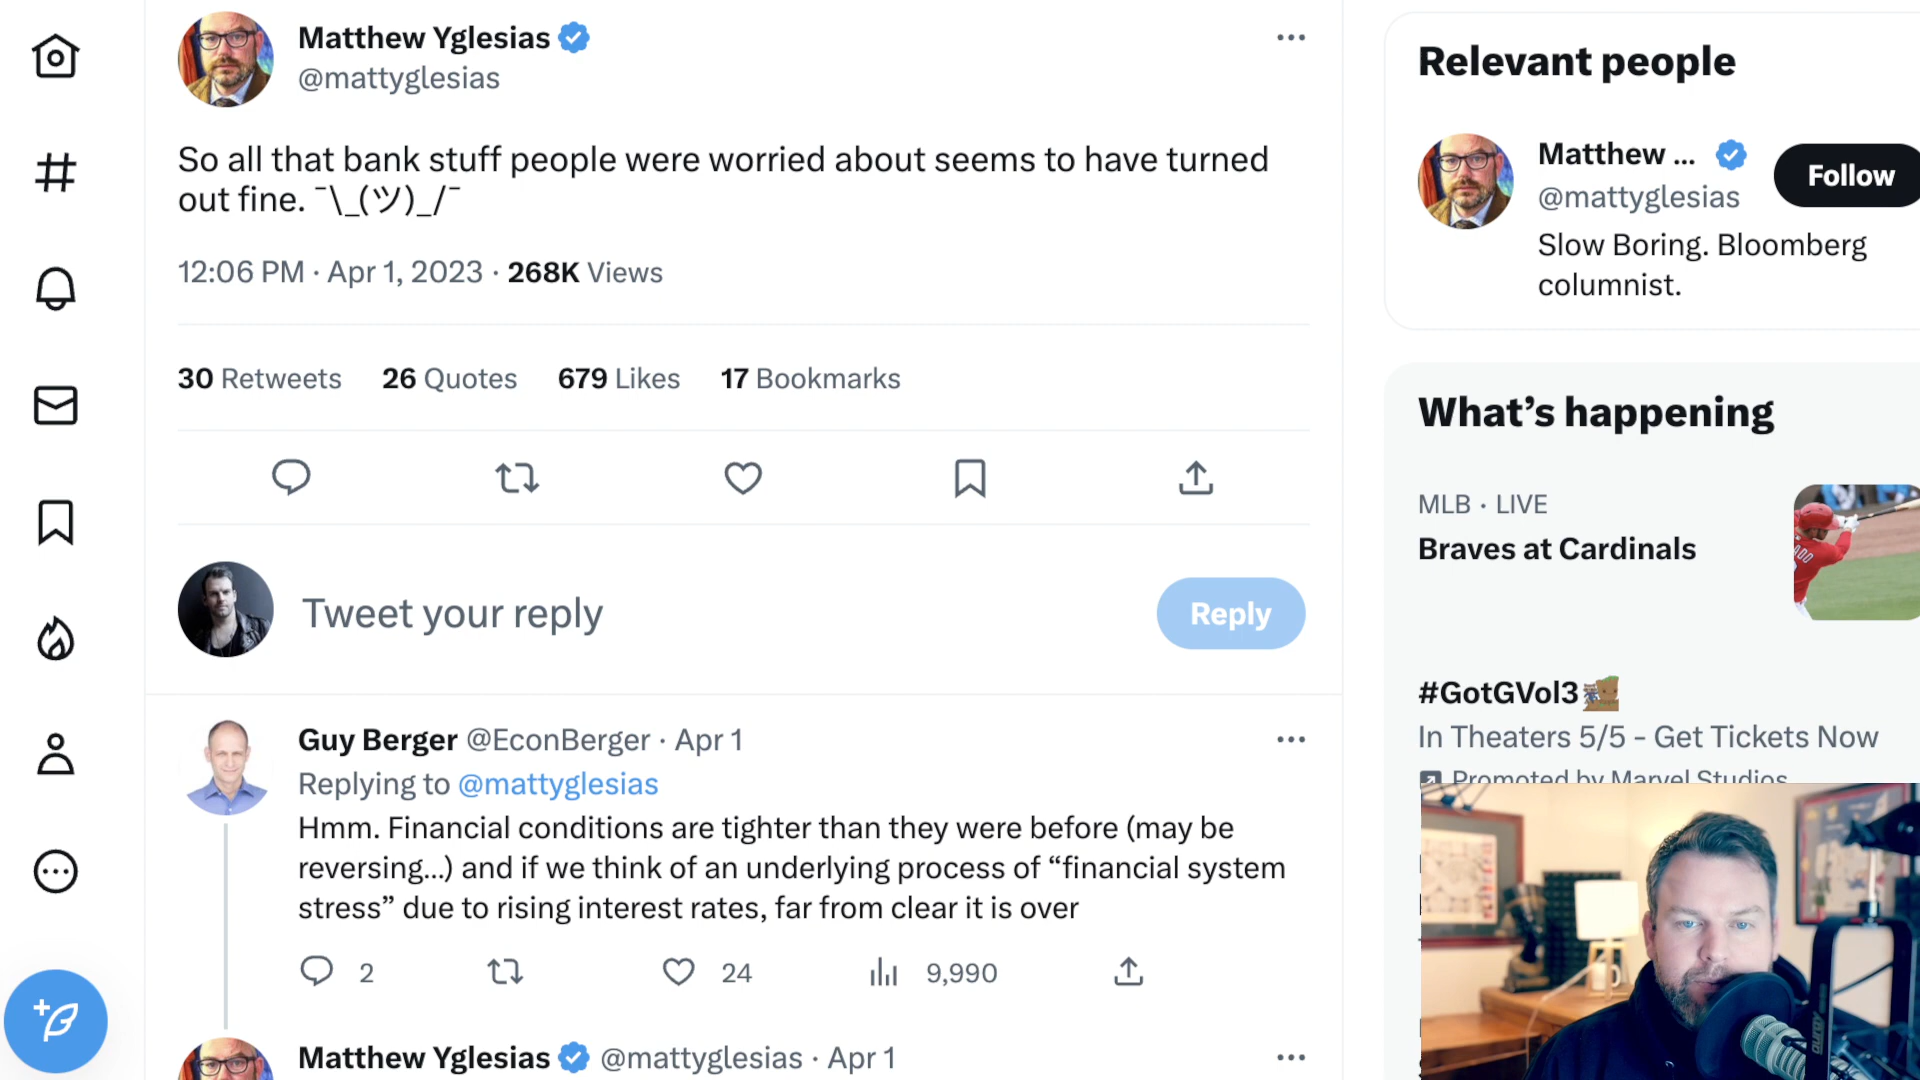 Matthew Yglesias
@mattyglesias
So all that bank stuff people were worried about seems to have turned
out fine. ¯\_(ツ)_/¯
12:06 PM · Apr 1, 2023 · 268K Views
30 Retweets 26 Quotes 679 Likes 17 Bookmarks
Tweet your reply
Reply
Guy Berger @EconBerger · Apr 1
Replying to @mattyglesias
Hmm. Financial conditions are tighter than they were before (may be
reversing...) and if we think of an underlying process of “financial system
stress” due to rising interest rates, far from clear it is over
2 24 9,990
Matthew Yglesias @mattyglesias · Apr 1
Relevant people
Matthew ...
@mattyglesias
Follow
Slow Boring. Bloomberg
columnist.
What’s happening
MLB · LIVE
Braves at Cardinals
#GotGVol3
In Theaters 5/5 - Get Tickets Now
Promoted by Marvel Studios